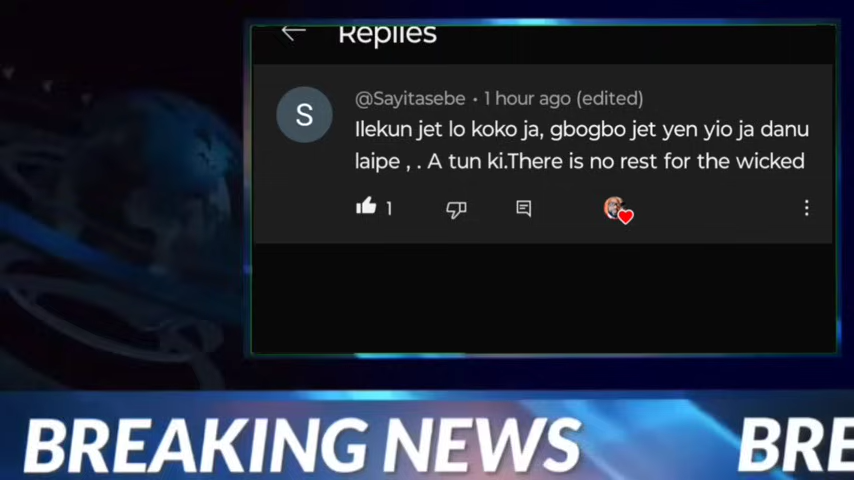 Replies
@Sayitasebe • 1 hour ago (edited)
Ilekun jet lo koko ja, gbogbo jet yen yio ja danu
laipe , . A tun ki.There is no rest for the wicked
1
S
BREAKING NEWS
BRE